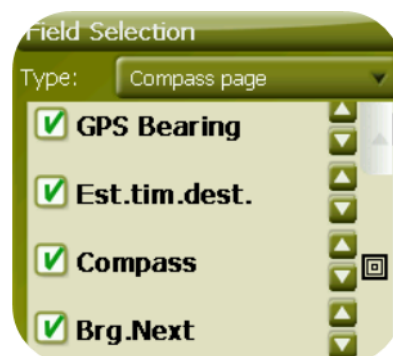 Field Selection
Type: Compass page
GPS Bearing
Est.tim.dest.
Compass
Brg.Next